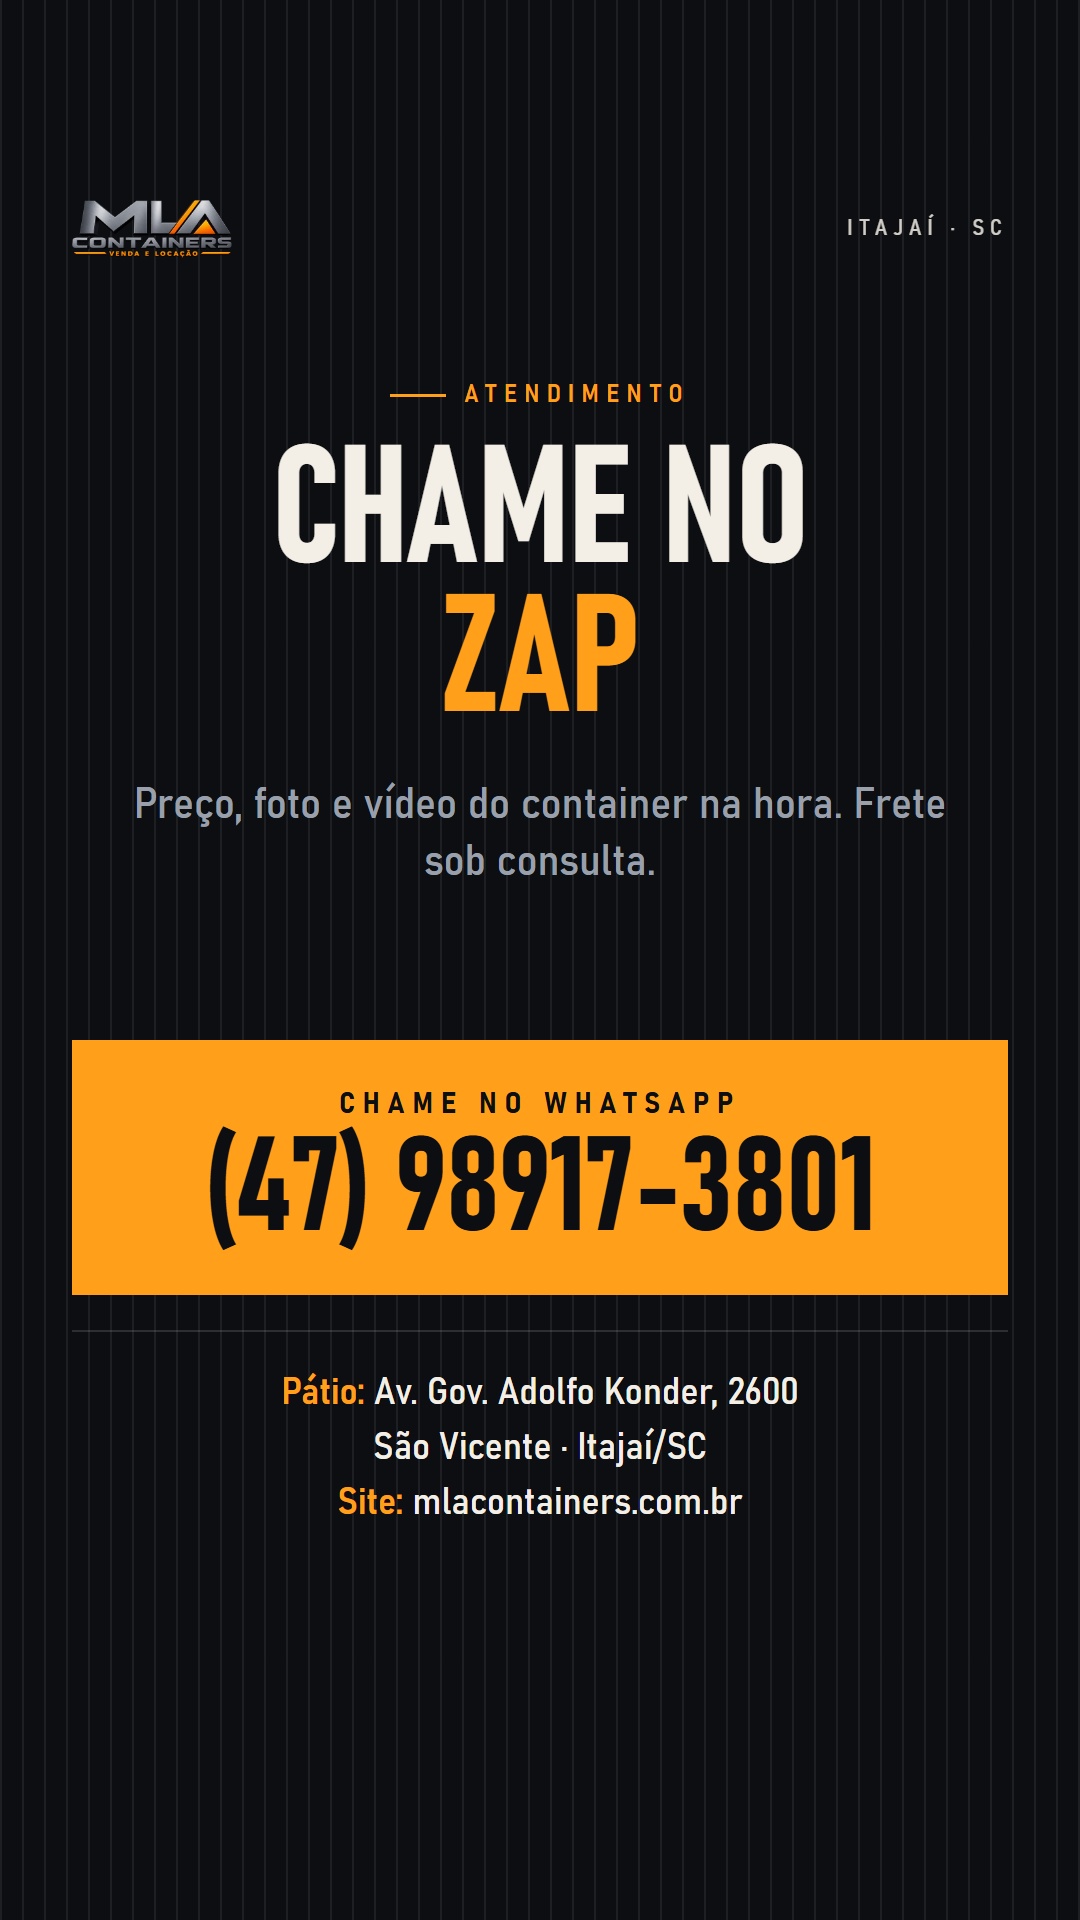 MLA
CONTAINERS
VENDA E LOCAÇÃO
ITAJAÍ · SC
ATENDIMENTO
CHAME NO
ZAP
Preço, foto e vídeo do container na hora. Frete
sob consulta.
CHAME NO WHATSAPP
(47) 98917-3801
Pátio: Av. Gov. Adolfo Konder, 2600
São Vicente · Itajaí/SC
Site: mlacontainers.com.br